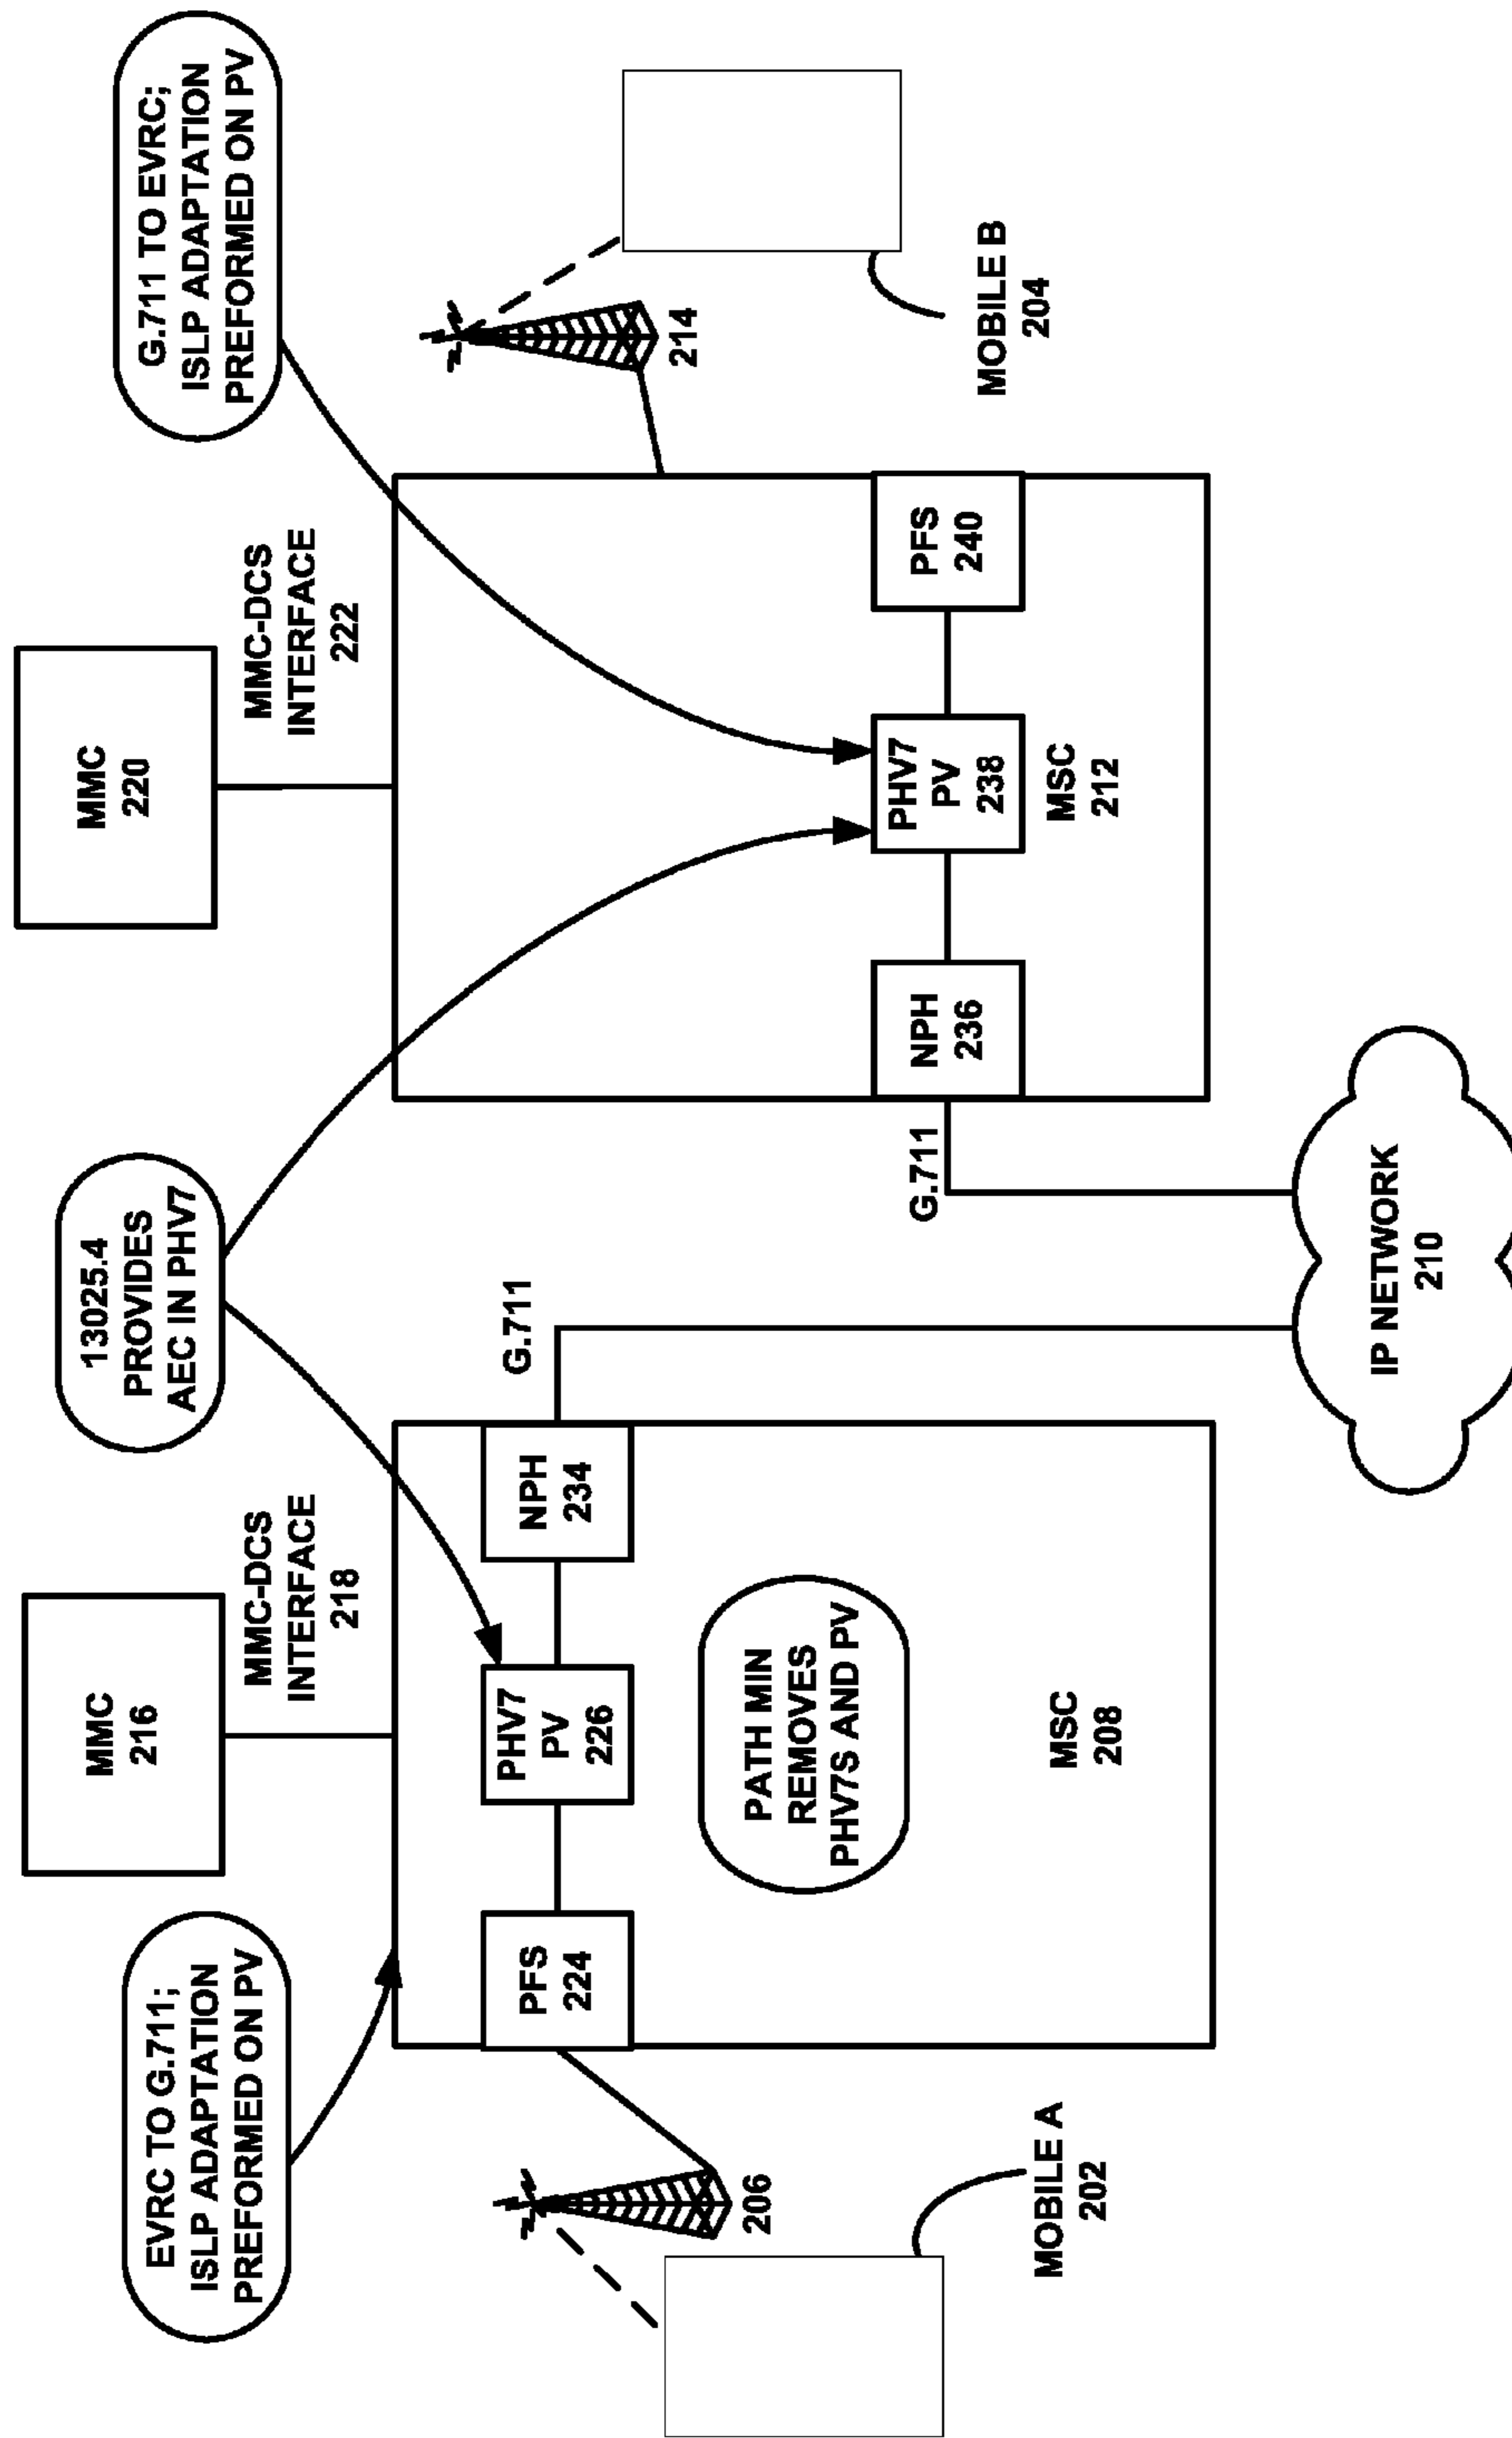 EVRC TO G.711;
ISLP ADAPTATION
PREFORMED ON PV
MMC
216
MMC-DCS
INTERFACE
218
13025.4
PROVIDES
AEC IN PHV7
MMC
220
MMC-DCS
INTERFACE
222
G.711 TO EVRC;
ISLP ADAPTATION
PREFORMED ON PV
206
MOBILE A
202
PFS
224
PHV7
PV
226
NPH
234
G.711
PATH MIN
REMOVES
PHV7S AND PV
MSC
208
IP NETWORK
210
G.711
NPH
236
PHV7
PV
238
PFS
240
MSC
212
214
MOBILE B
204